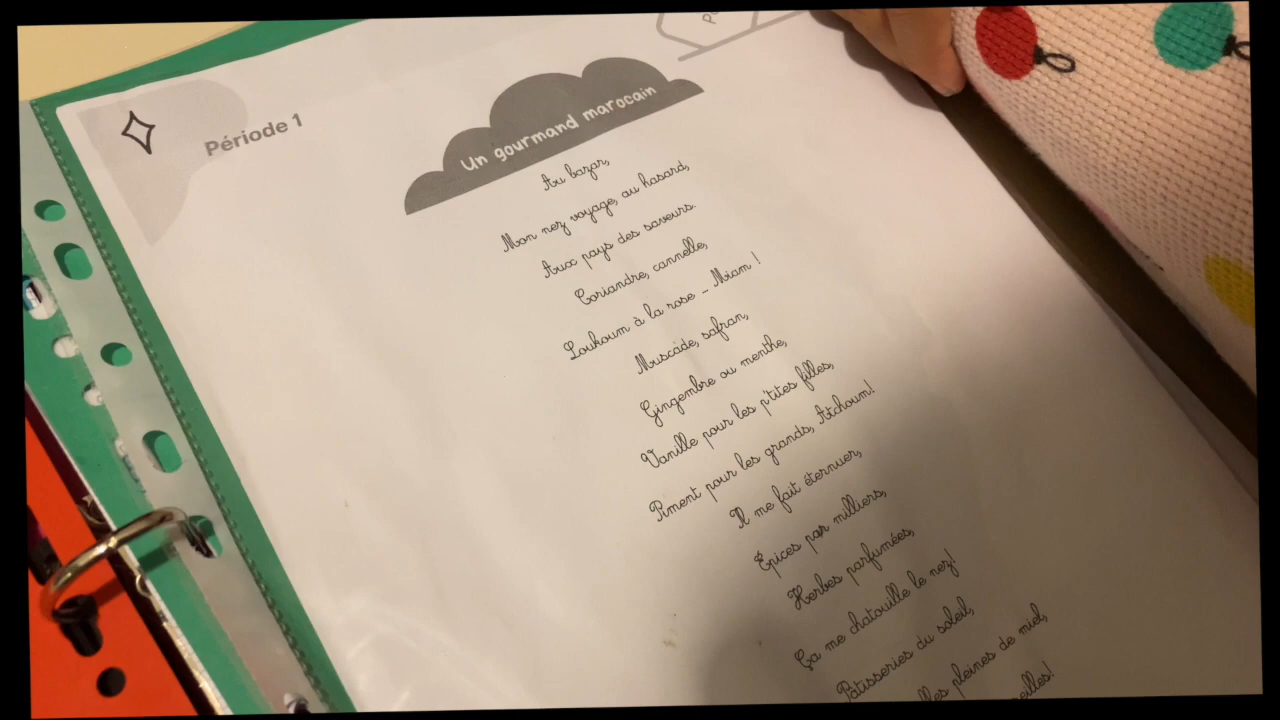 Période 1
Un gourmand marocain
Au bazar,
Mon nez voyage, au hasard,
Aux pays des saveurs.
Coriandre, cannelle,
Loukoum à la rose – Miam !
Muscade, safran,
Gingembre ou menthe,
Vanille pour les p'tites filles,
Piment pour les grands, Atchoum!
Il me fait éternuer,
Epices par milliers,
Herbes parfumées,
Ça me chatouille le nez!
Pâtisseries du soleil,
pleines de miel,